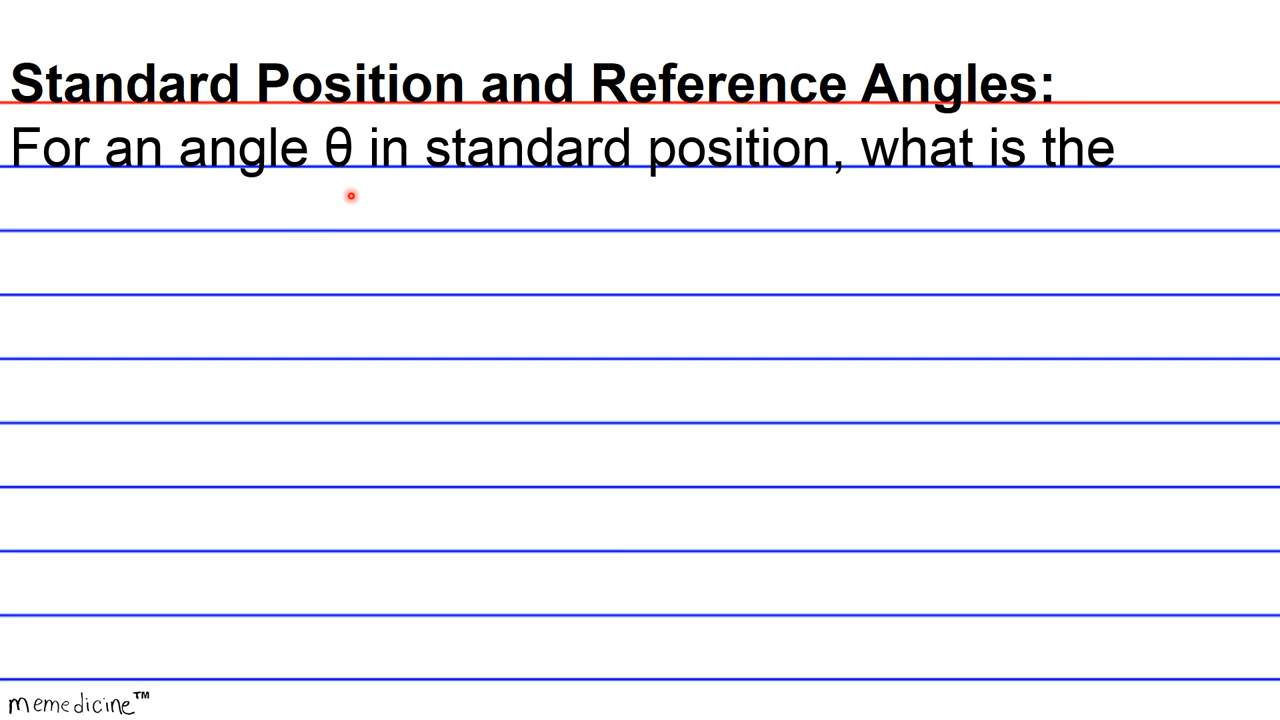 Standard Position and Reference Angles:
For an angle θ in standard position, what is the
memedicine™